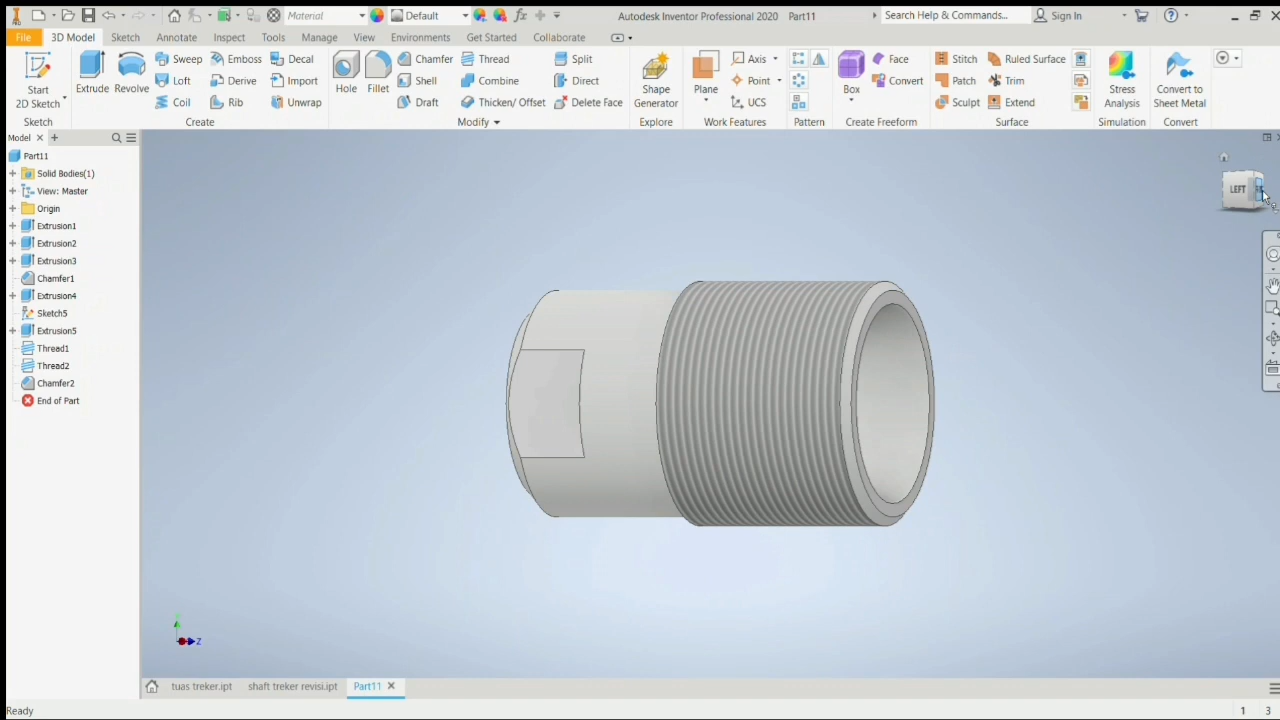 Material Default Autodesk Inventor Professional 2020 Part11 Search Help & Commands... Sign In
File 3D Model Sketch Annotate Inspect Tools Manage View Environments Get Started Collaborate
Start 2D Sketch
Extrude
Revolve
Sweep Emboss Decal
Loft Derive Import
Coil Rib Unwrap
Hole
Fillet
Chamfer Thread Split
Shell Combine Direct
Draft Thicken/ Offset Delete Face
Shape Generator
Plane
Axis
Point
UCS
Box
Face
Convert
Stitch Ruled Surface
Patch Trim
Sculpt Extend
Stress Analysis
Convert to Sheet Metal
Sketch Create Modify Explore Work Features Pattern Create Freeform Surface Simulation Convert
Model
Part11
Solid Bodies(1)
View: Master
Origin
Extrusion1
Extrusion2
Extrusion3
Chamfer1
Extrusion4
Sketch5
Extrusion5
Thread1
Thread2
Chamfer2
End of Part
LEFT
Z
tuas treker.ipt shaft treker revisi.ipt Part11
Ready 1 3